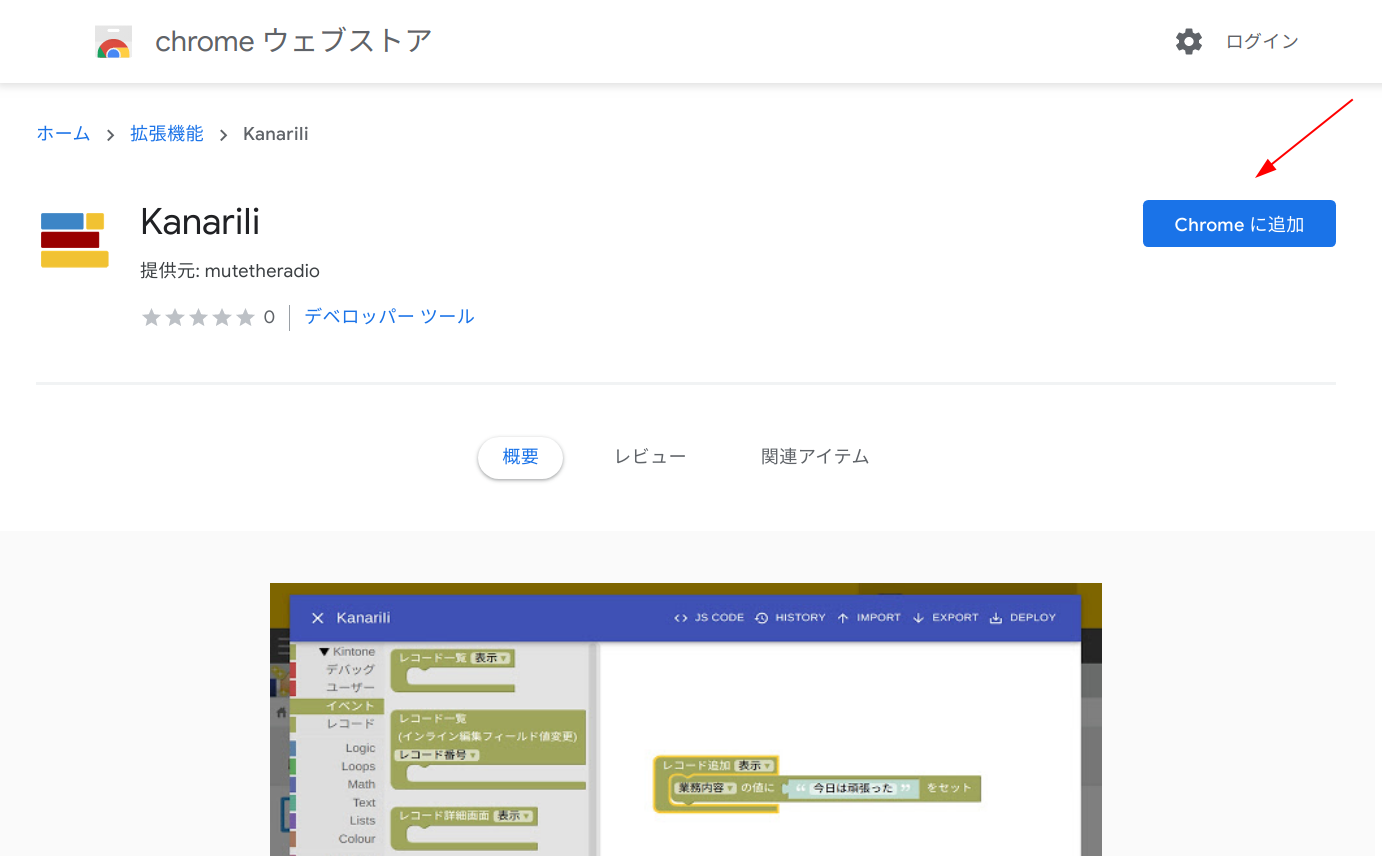 chrome ウェブストア
ログイン
ホーム
拡張機能
Kanarili
Kanarili
Chrome に追加
提供元: mutetheradio
0
デベロッパー ツール
概要
レビュー
関連アイテム
Kanarili
JS CODE
HISTORY
IMPORT
EXPORT
DEPLOY
▼ Kintone
デバッグ
ユーザー
イベント
レコード
Logic
Loops
Math
Text
Lists
Colour
レコード一覧 表示
レコード一覧
(インライン編集フィールド値変更)
レコード番号
レコード詳細画面 表示
レコード追加 表示
業務内容 の値に “ 今日は頑張った ” をセット